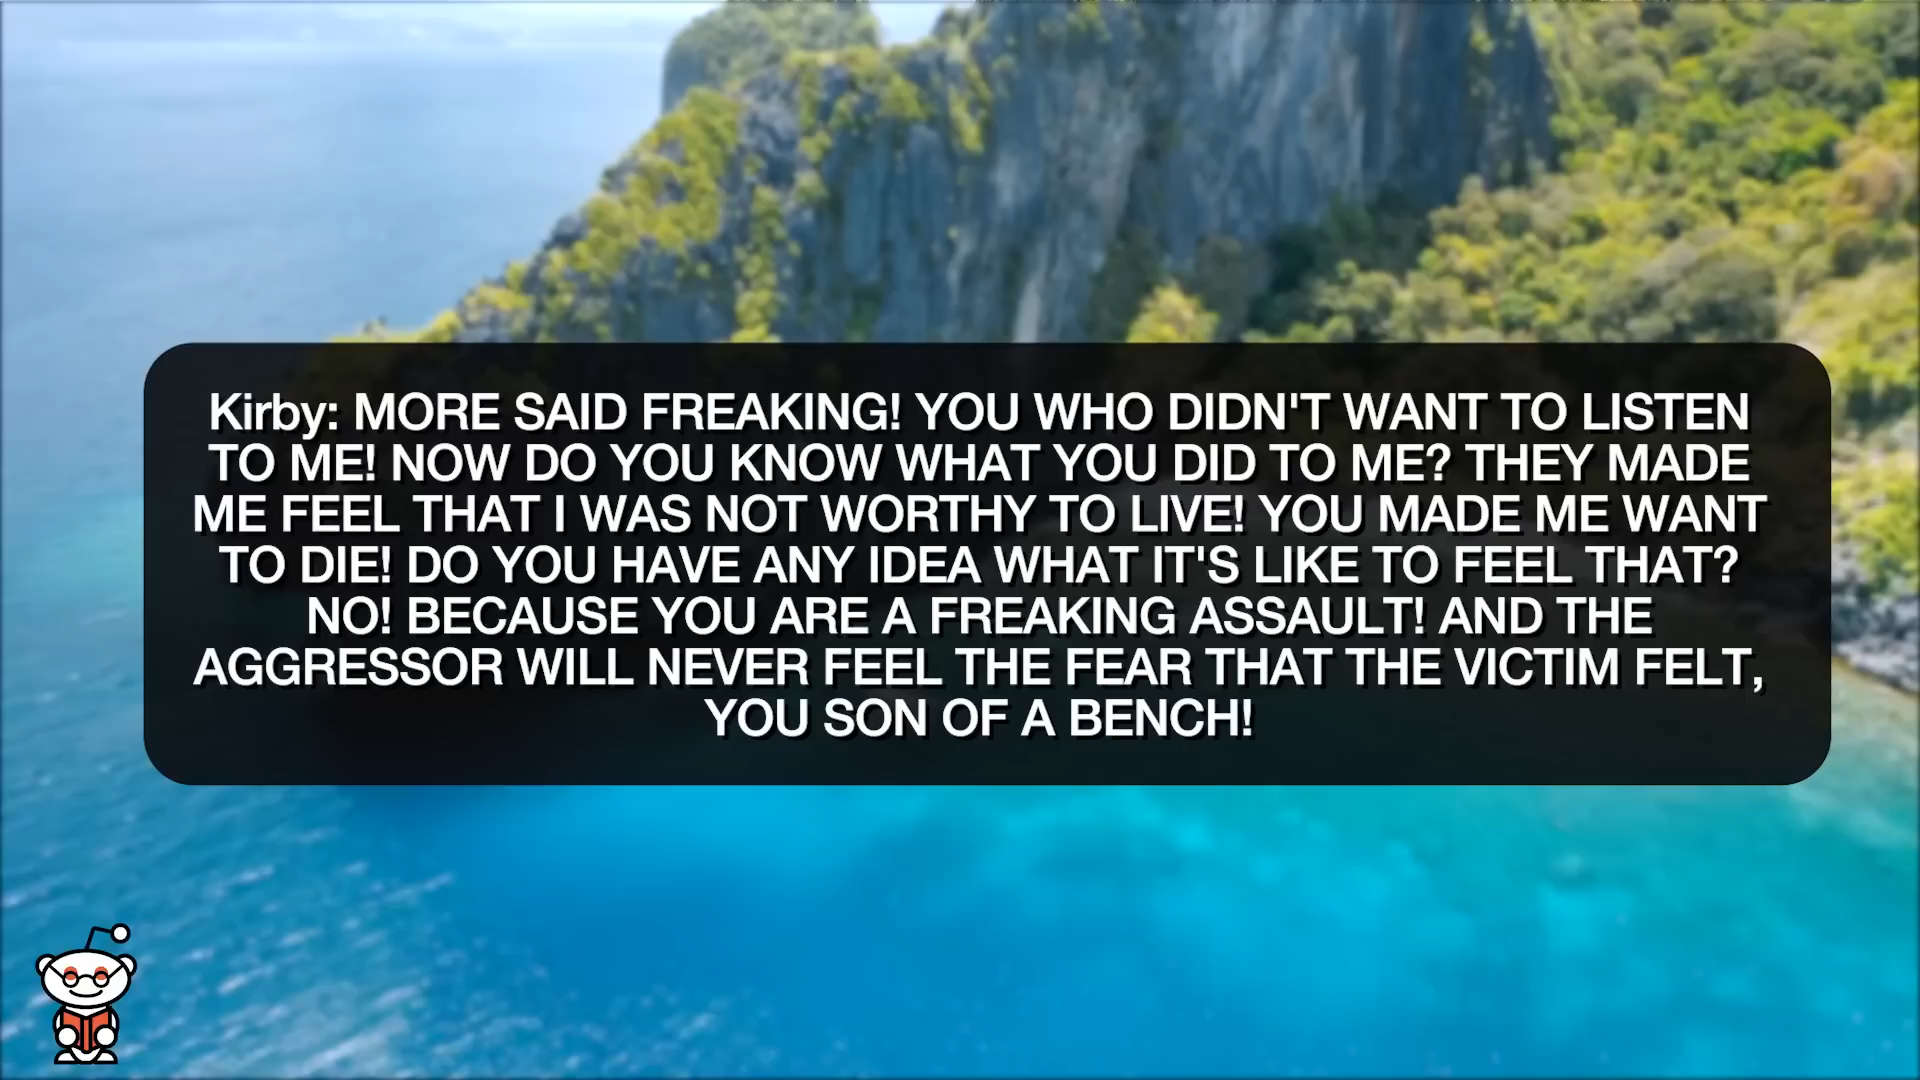 Kirby: MORE SAID FREAKING! YOU WHO DIDN'T WANT TO LISTEN
TO ME! NOW DO YOU KNOW WHAT YOU DID TO ME? THEY MADE
ME FEEL THAT I WAS NOT WORTHY TO LIVE! YOU MADE ME WANT
TO DIE! DO YOU HAVE ANY IDEA WHAT IT'S LIKE TO FEEL THAT?
NO! BECAUSE YOU ARE A FREAKING ASSAULT! AND THE
AGGRESSOR WILL NEVER FEEL THE FEAR THAT THE VICTIM FELT,
YOU SON OF A BENCH!